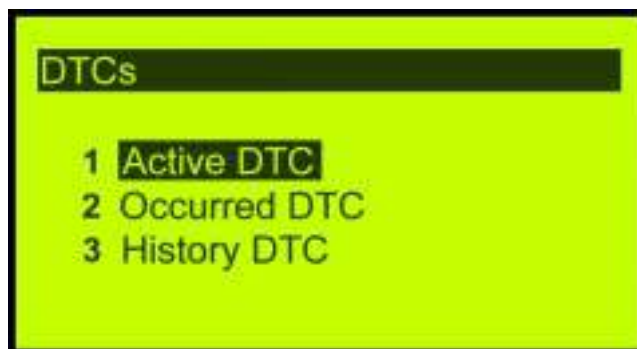 DTCs
1 Active DTC
2 Occurred DTC
3 History DTC